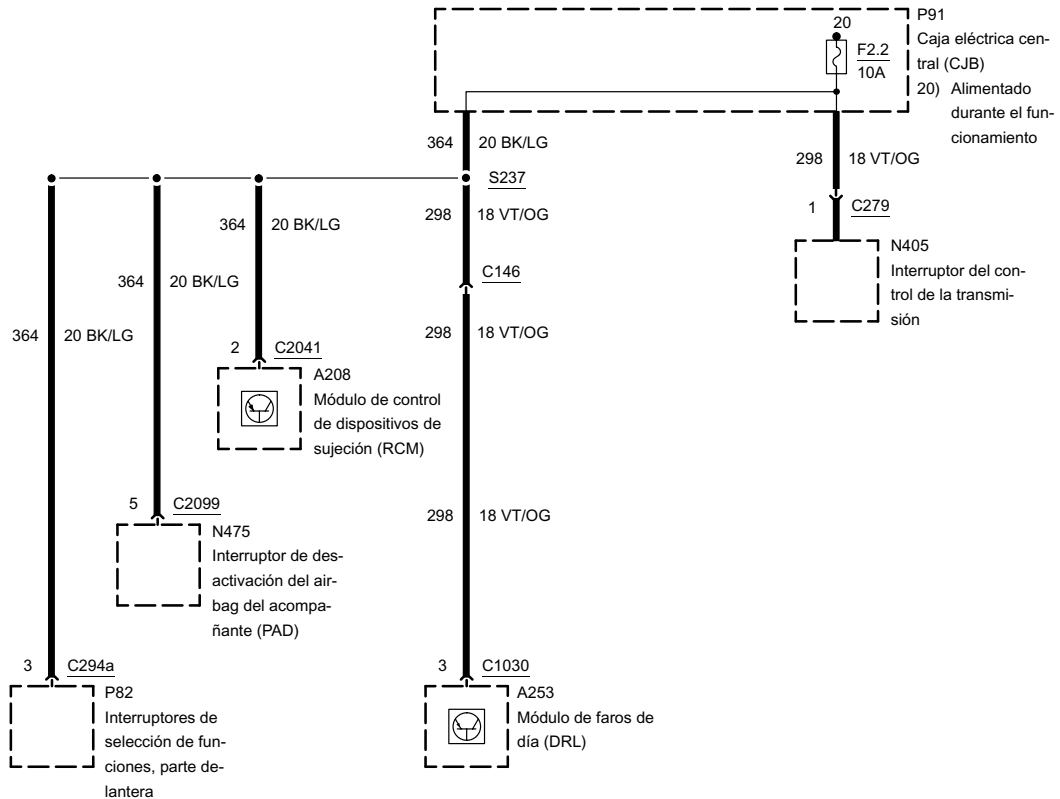 P91
Caja eléctrica cen-
tral (CJB)
20) Alimentado
durante el fun-
cionamiento
20
F2.2
10A
364 20 BK/LG
S237
298 18 VT/OG
1 C279
N405
Interruptor del con-
trol de la transmi-
sión
298 18 VT/OG
C146
298 18 VT/OG
298 18 VT/OG
3 C1030
A253
Módulo de faros de
día (DRL)
364 20 BK/LG
2 C2041
A208
Módulo de control
de dispositivos de
sujeción (RCM)
364 20 BK/LG
5 C2099
N475
Interruptor de des-
activación del air-
bag del acompa-
ñante (PAD)
364 20 BK/LG
3 C294a
P82
Interruptores de
selección de fun-
ciones, parte de-
lantera